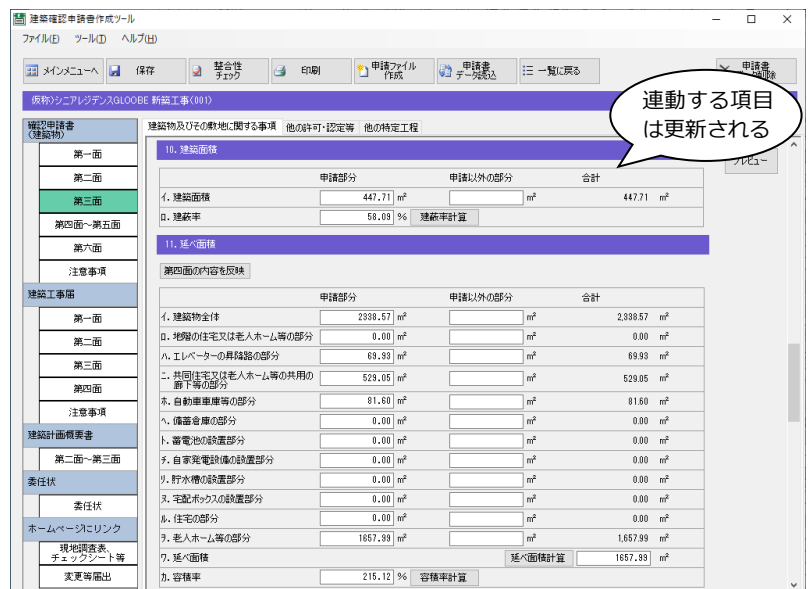 建築確認申請書作成ツール
ファイル(F) ツール(T) ヘルプ(H)
メインメニューへ 保存 整合性チェック 印刷 申請ファイル作成 申請書データ読込 一覧に戻る 申請書
仮称)シニアレジデンスGLOOBE 新築工事(001)
連動する項目
は更新される
プレビュー
確認申請書
(建築物)
第一面
第二面
第三面
第四面～第五面
第六面
注意事項
建築工事届
第一面
第二面
第三面
第四面
注意事項
建築計画概要書
第二面～第三面
委任状
委任状
ホームページにリンク
現地調査表、
チェックシート等
変更等届出
建築物及びその敷地に関する事項 他の許可・認定等 他の特定工程
10. 建築面積
申請部分 申請以外の部分 合計
イ. 建築面積 447.71 m² m² 447.71 m²
ロ. 建蔽率 58.09 % 建蔽率計算
11. 延べ面積
第四面の内容を反映
申請部分 申請以外の部分 合計
イ. 建築物全体 2338.57 m² m² 2,338.57 m²
ロ. 地階の住宅又は老人ホーム等の部分 0.00 m² m² 0.00 m²
ハ. エレベーターの昇降路の部分 69.93 m² m² 69.93 m²
ニ. 共同住宅又は老人ホーム等の共用の
廊下等の部分 529.05 m² m² 529.05 m²
ホ. 自動車車庫等の部分 81.60 m² m² 81.60 m²
ヘ. 備蓄倉庫の部分 0.00 m² m² 0.00 m²
ト. 蓄電池の設置部分 0.00 m² m² 0.00 m²
チ. 自家発電設備の設置部分 0.00 m² m² 0.00 m²
リ. 貯水槽の設置部分 0.00 m² m² 0.00 m²
ヌ. 宅配ボックスの設置部分 0.00 m² m² 0.00 m²
ル. 住宅の部分 0.00 m² m² 0.00 m²
ヲ. 老人ホーム等の部分 1657.99 m² m² 1,657.99 m²
ワ. 延べ面積 延べ面積計算 1657.99 m²
カ. 容積率 215.12 % 容積率計算